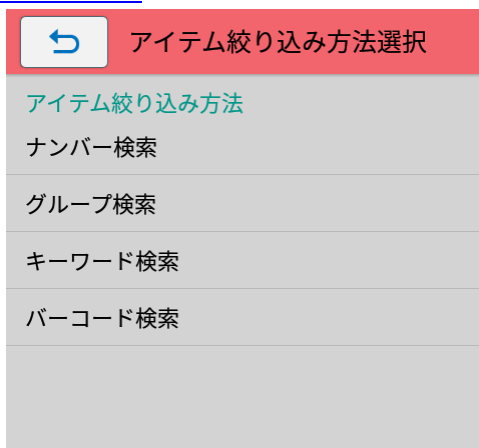 アイテム絞り込み方法選択
アイテム絞り込み方法
ナンバー検索
グループ検索
キーワード検索
バーコード検索